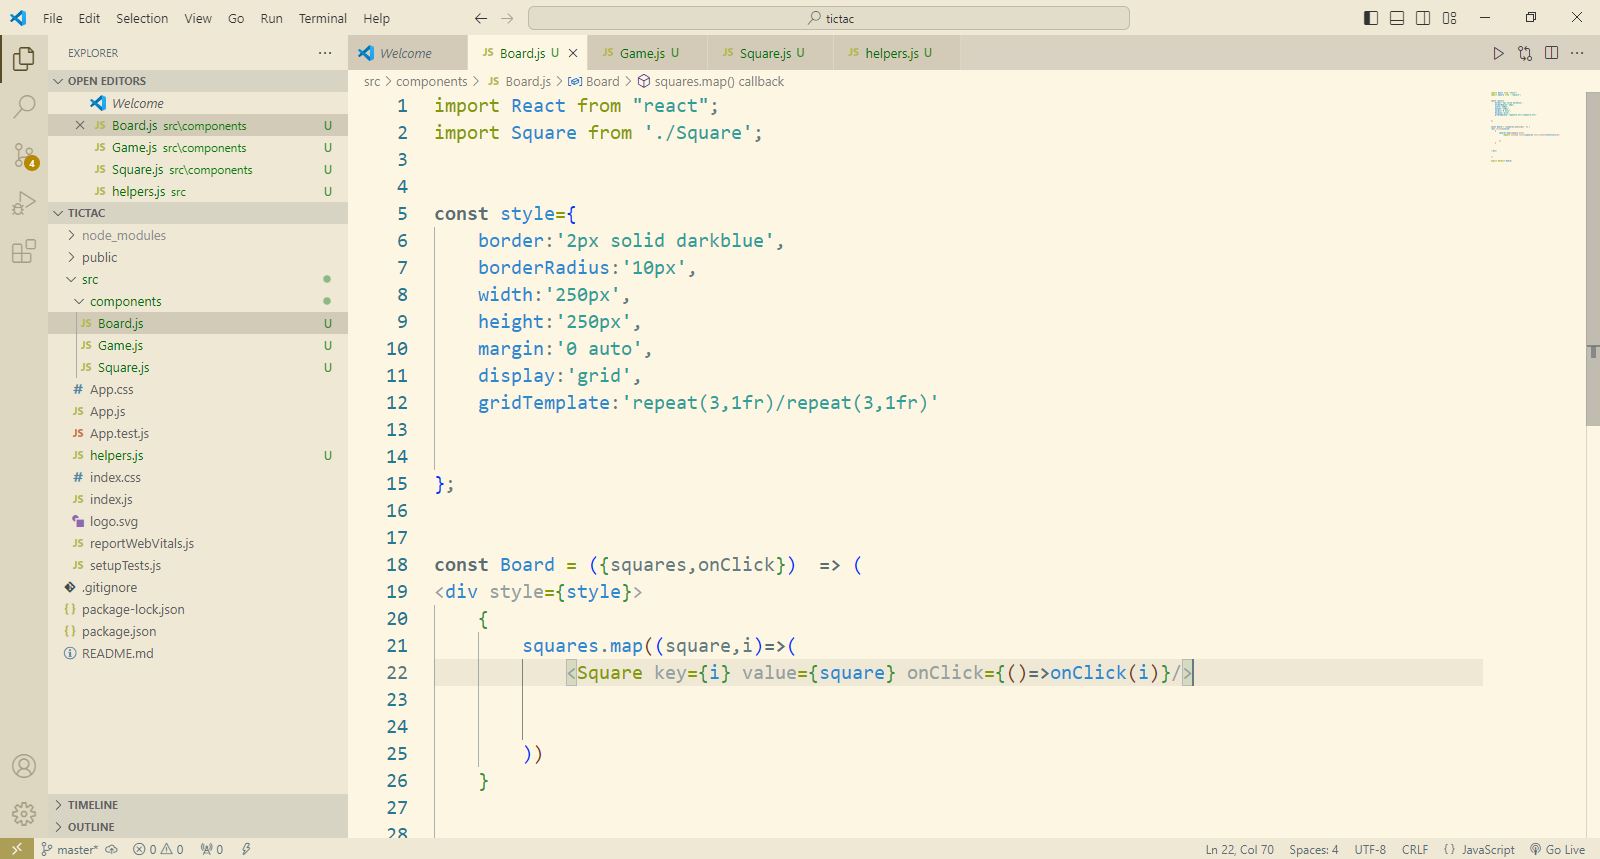 File Edit Selection View Go Run Terminal Help
tictac
EXPLORER
OPEN EDITORS
Welcome
Board.js src\components U
Game.js src\components U
Square.js src\components U
helpers.js src U
TICTAC
node_modules
public
src
components
Board.js U
Game.js U
Square.js U
App.css
App.js
App.test.js
helpers.js U
index.css
index.js
logo.svg
reportWebVitals.js
setupTests.js
.gitignore
package-lock.json
package.json
README.md
TIMELINE
OUTLINE
Welcome JS Board.js U JS Game.js U JS Square.js U JS helpers.js U
src > components > JS Board.js > Board > squares.map() callback
1 import React from "react";
2 import Square from './Square';
3
4
5 const style={
6 border:'2px solid darkblue',
7 borderRadius:'10px',
8 width:'250px',
9 height:'250px',
10 margin:'0 auto',
11 display:'grid',
12 gridTemplate:'repeat(3,1fr)/repeat(3,1fr)'
13
14
15 };
16
17
18 const Board = ({squares,onClick}) => (
19 <div style={style}>
20 {
21 squares.map((square,i)=>(
22 <Square key={i} value={square} onClick={()=>onClick(i)}/>
23
24
25 ))
26 }
27
28
4
master* 0 0 0
Ln 22, Col 70 Spaces: 4 UTF-8 CRLF {} JavaScript Go Live